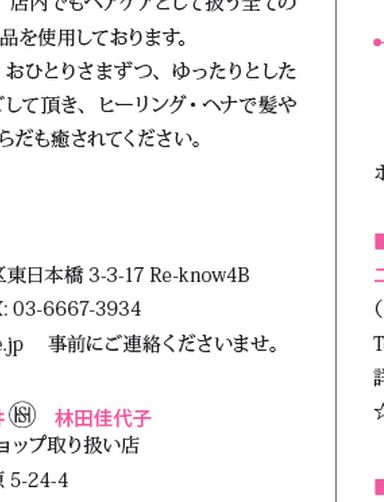 店内でもヘアケアとして扱う全ての
品を使用しております。
おひとりさまずつ、ゆったりとした
ごして頂き、ヒーリング・ヘナで髪や
らだも癒されてください。
区東日本橋 3-3-17 Re-know4B
: 03-6667-3934
e.jp 事前にご連絡くださいませ。
林田佳代子
ョップ取り扱い店
5-24-4